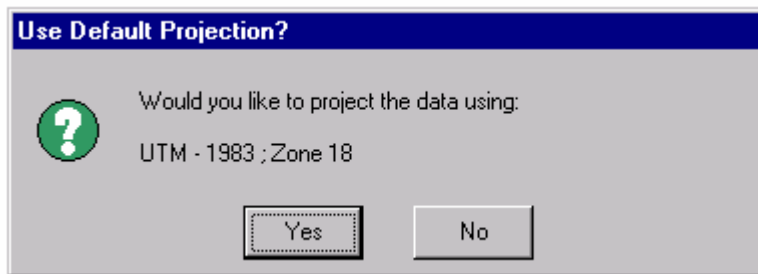 Use Default Projection?
Would you like to project the data using:
UTM - 1983 ; Zone 18
Yes No